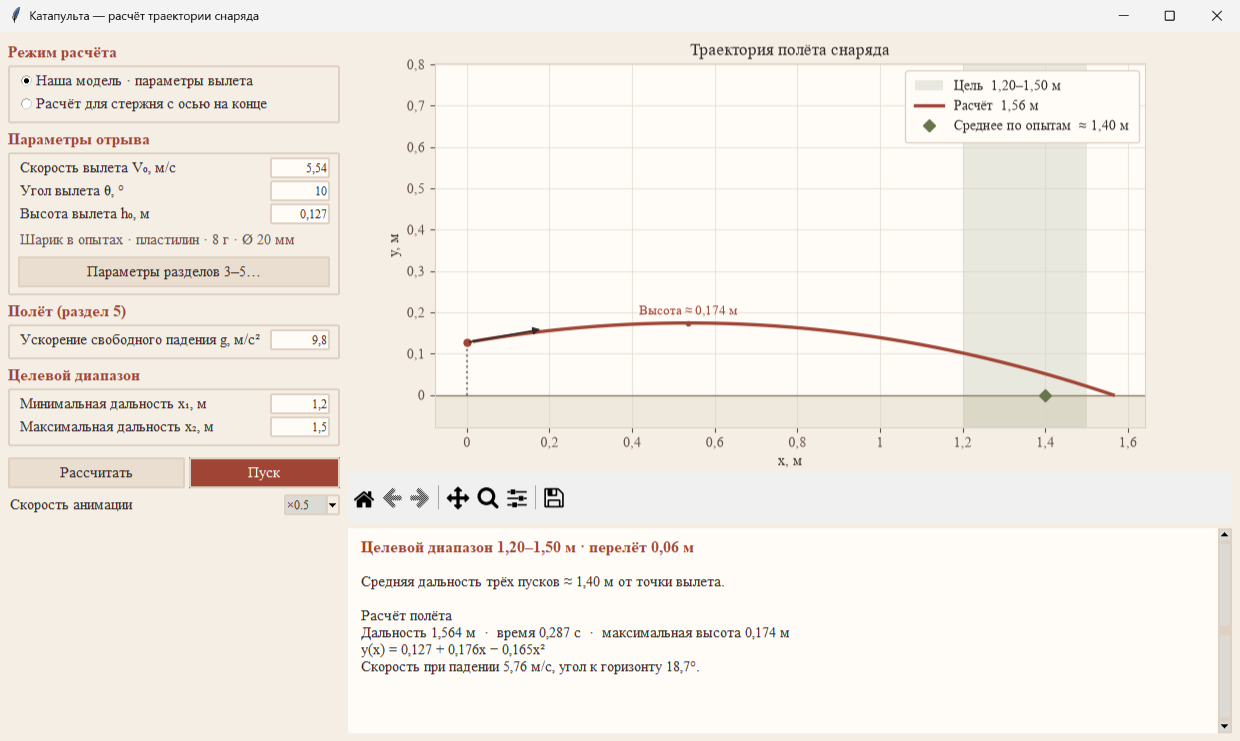 Катапульта — расчёт траектории снаряда
Режим расчёта
Наша модель · параметры вылета
Расчёт для стержня с осью на конце
Параметры отрыва
Скорость вылета V₀, м/с 5,54
Угол вылета θ, ° 10
Высота вылета h₀, м 0,127
Шарик в опытах · пластилин · 8 г · Ø 20 мм
Параметры разделов 3–5…
Полёт (раздел 5)
Ускорение свободного падения g, м/с² 9,8
Целевой диапазон
Минимальная дальность x₁, м 1,2
Максимальная дальность x₂, м 1,5
Рассчитать Пуск
Скорость анимации ×0.5
Траектория полёта снаряда
0,8
0,7
0,6
0,5
0,4
0,3
0,2
0,1
0
y, м
Цель 1,20–1,50 м
Расчёт 1,56 м
Среднее по опытам ≈ 1,40 м
Высота ≈ 0,174 м
0 0,2 0,4 0,6 0,8 1 1,2 1,4 1,6
x, м
Целевой диапазон 1,20–1,50 м · перелёт 0,06 м
Средняя дальность трёх пусков ≈ 1,40 м от точки вылета.
Расчёт полёта
Дальность 1,564 м · время 0,287 с · максимальная высота 0,174 м
y(x) = 0,127 + 0,176x − 0,165x²
Скорость при падении 5,76 м/с, угол к горизонту 18,7°.